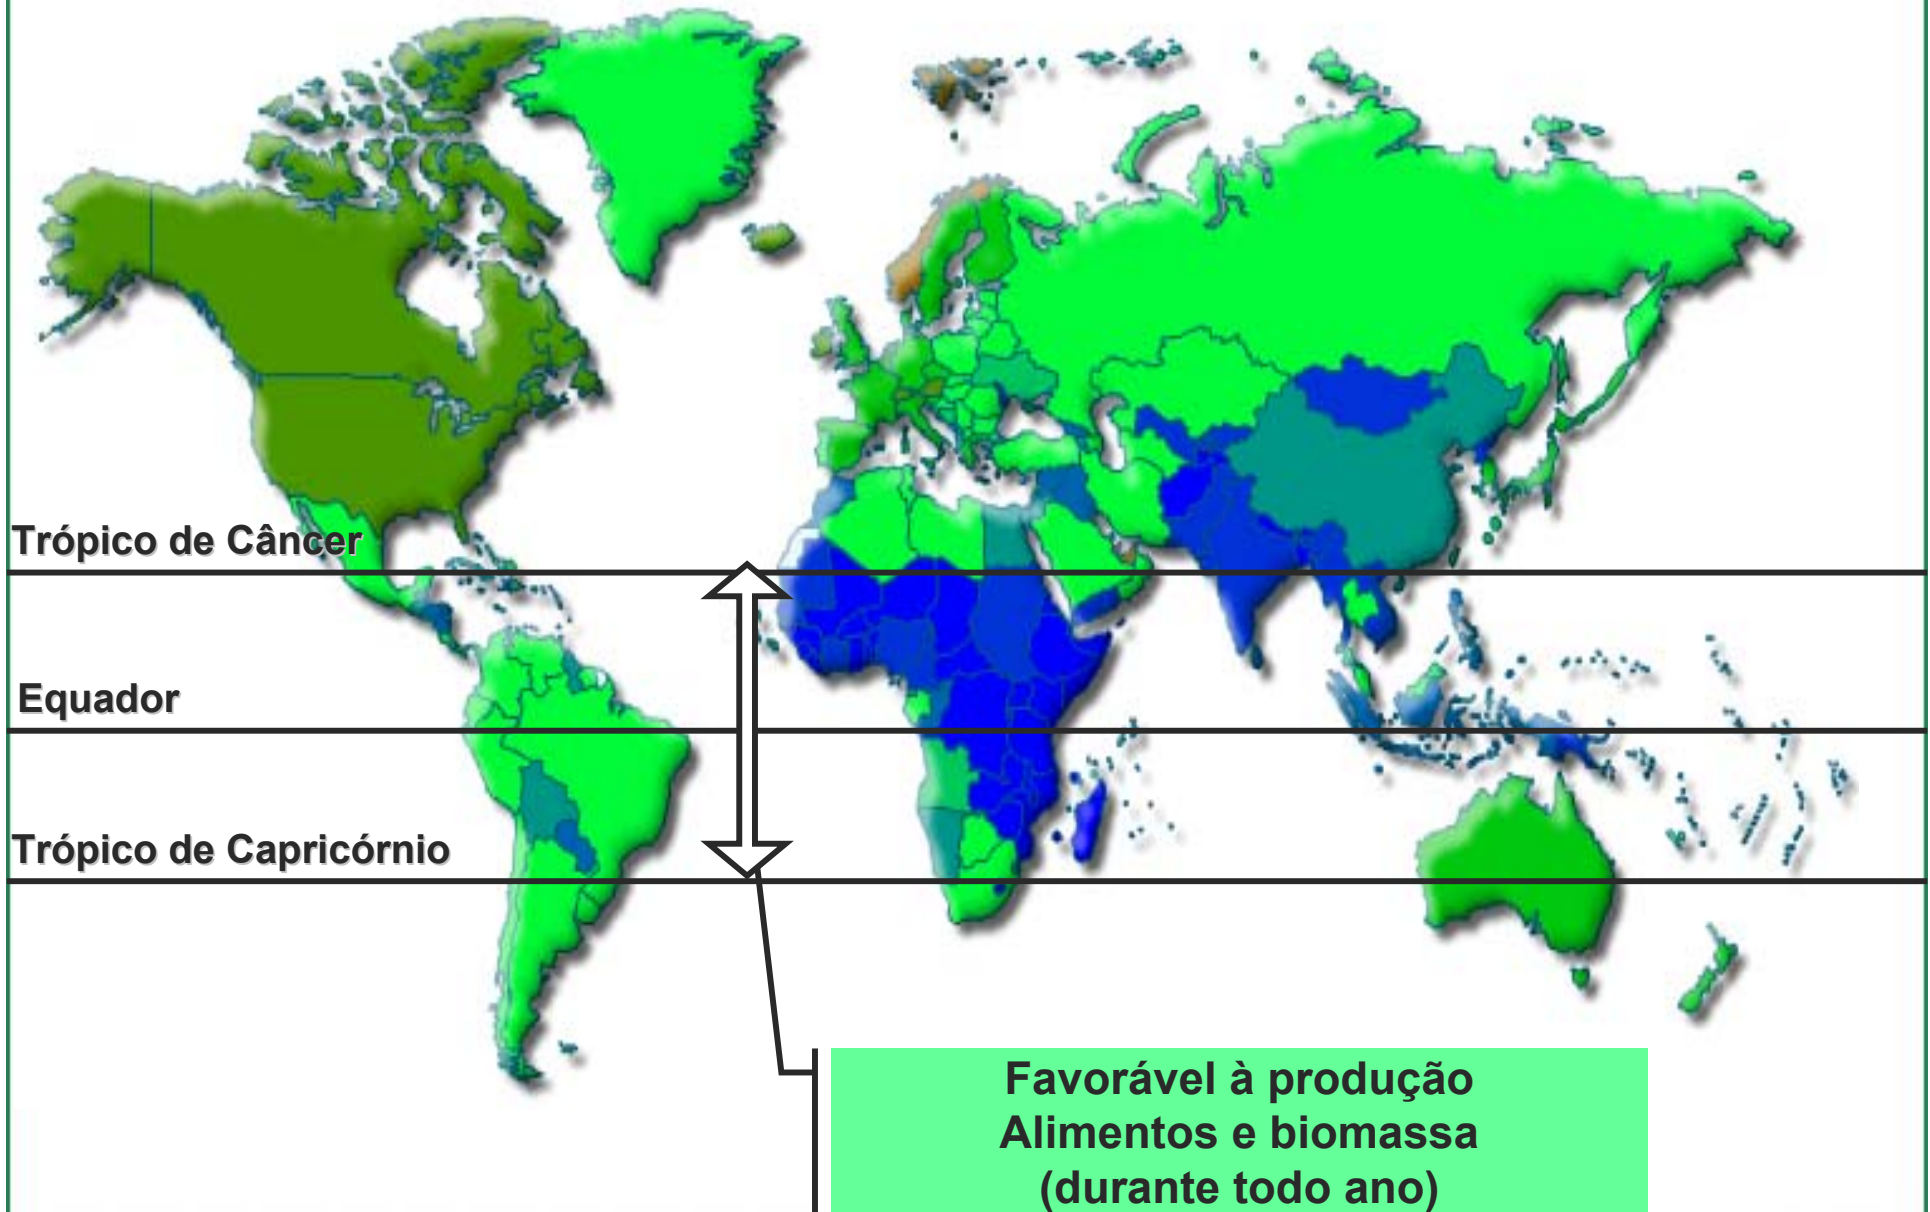 Trópico de Câncer
Equador
Trópico de Capricórnio
Favorável à produção
Alimentos e biomassa
(durante todo ano)